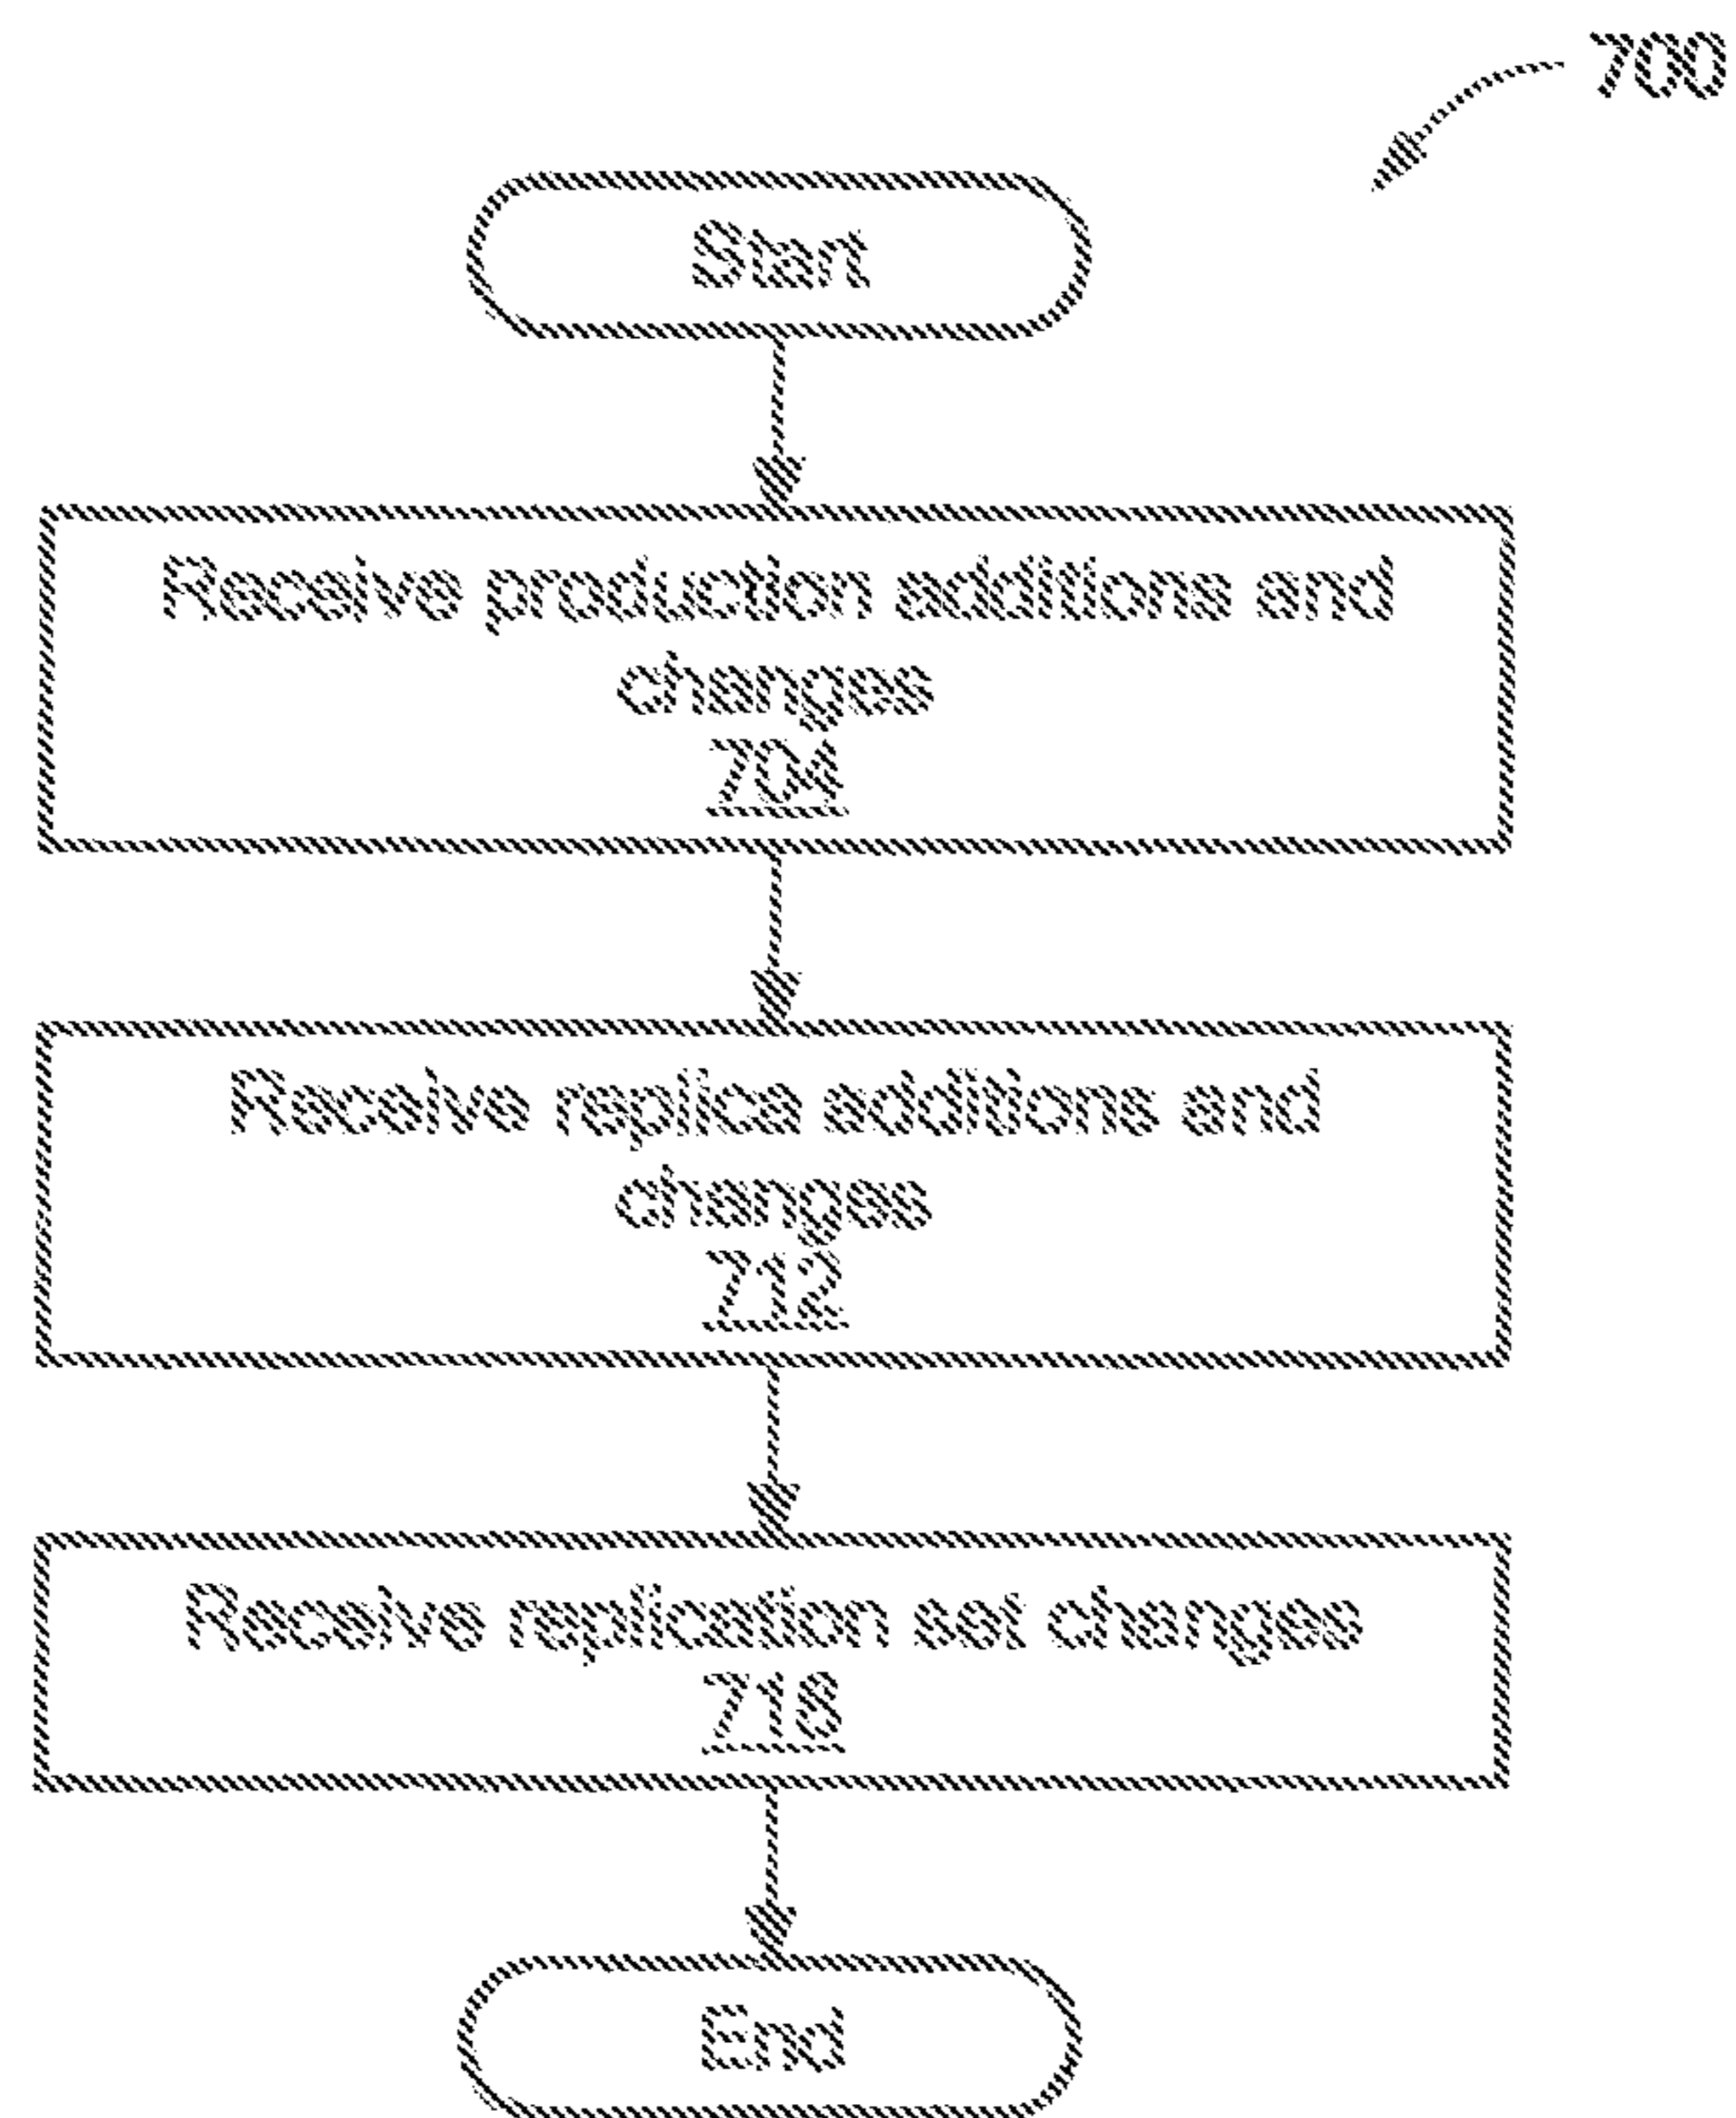 700
Start
Receive production additions and
changes
704
Receive replica additions and
changes
712
Receive replication set changes
718
End